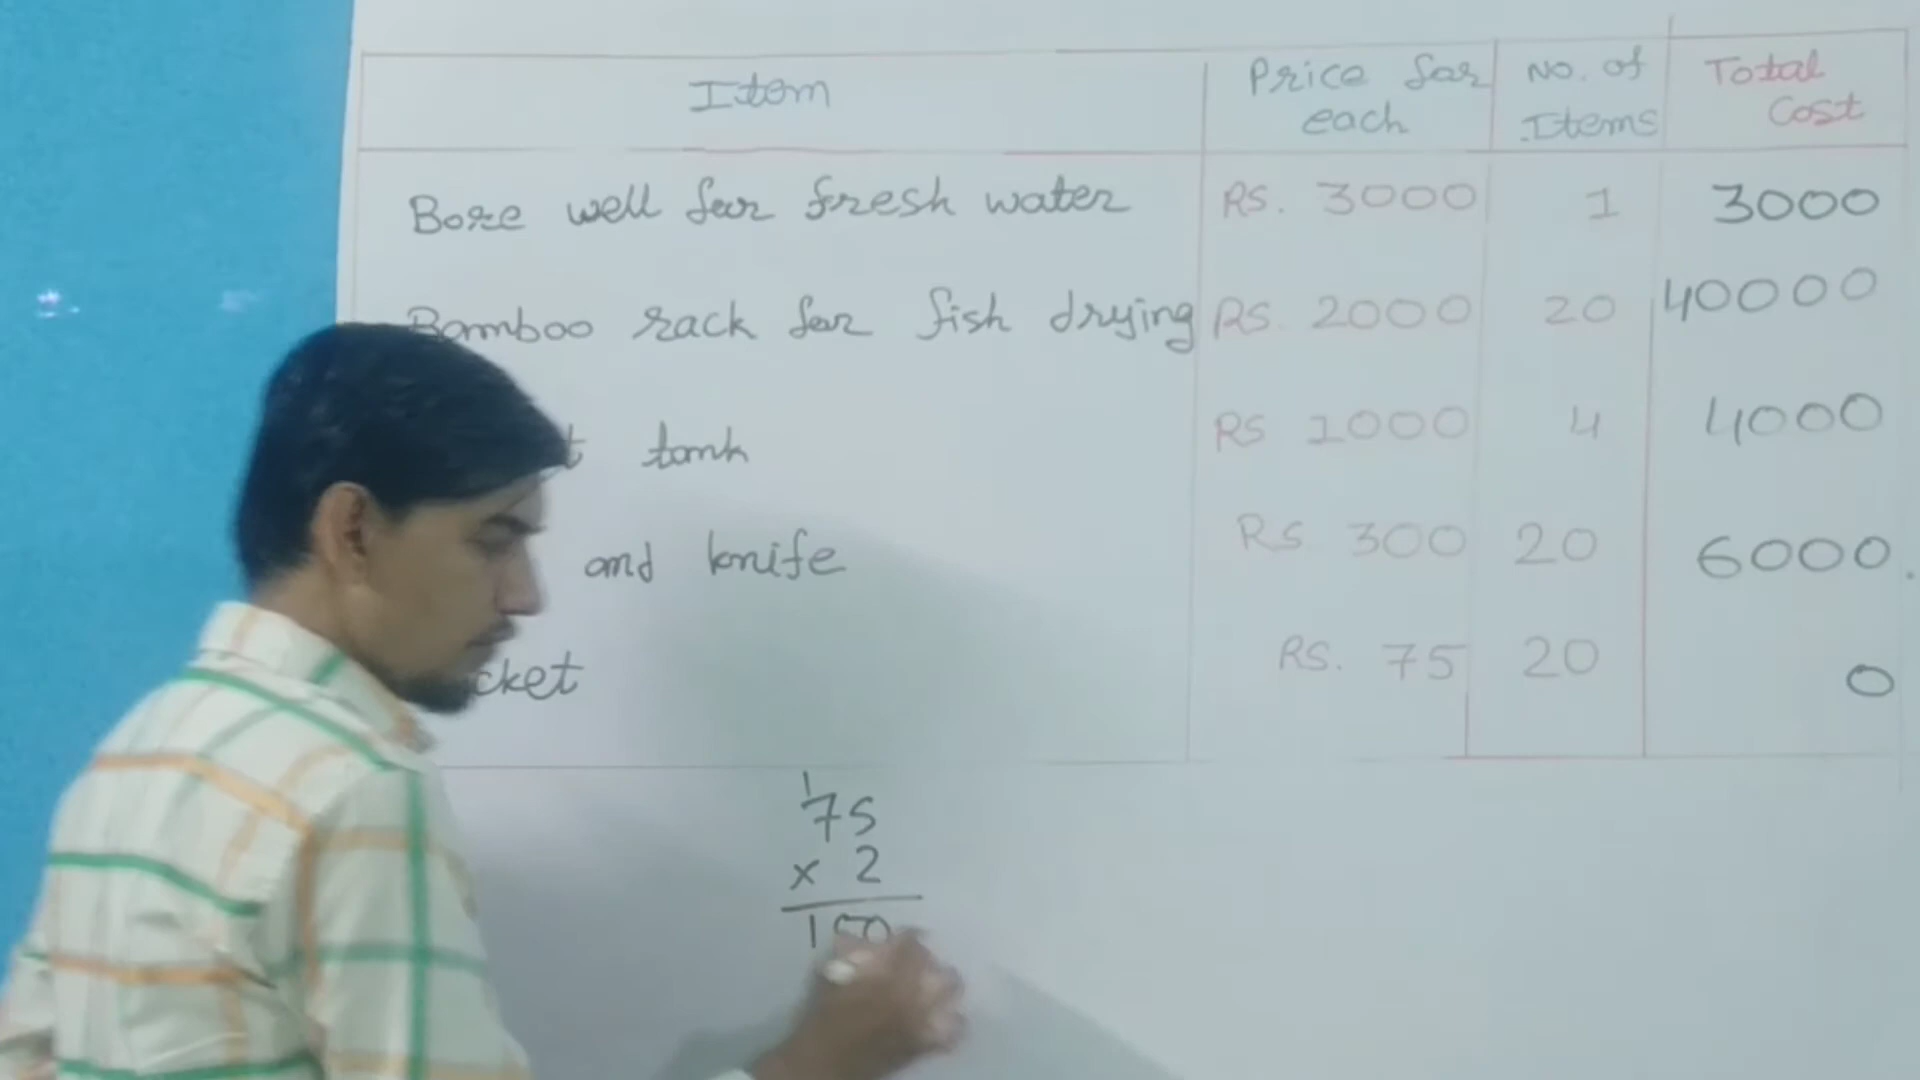 Item Price for each No. of Items Total Cost
Bore well for fresh water RS. 3000 1 3000
Bamboo rack for fish drying RS. 2000 20 40000
tank RS 1000 4 4000
and knife RS 300 20 6000.
cket RS. 75 20 0
1
75
x 2
150